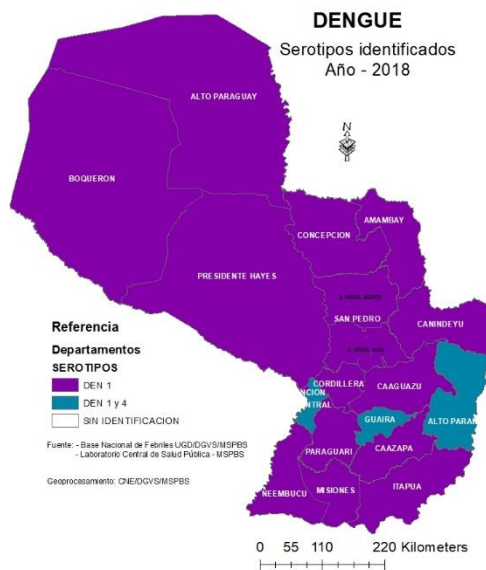 DENGUE
Serotipos identificados
Año - 2018
N
ALTO PARAGUAY
BOQUERON
CONCEPCION
AMAMBAY
PRESIDENTE HAYES
SAN PEDRO
CANINDEYU
Referencia
Departamentos
SEROTIPOS
DEN 1
DEN 1 y 4
SIN IDENTIFICACION
CORDILLERA
CAAGUAZU
NCION
NTRAL
GUAIRA
ALTO PARAN
PARAGUARI
CAAZAPA
ÑEEMBUCU
MISIONES
ITAPUA
Fuente: - Base Nacional de Febriles UGD/DGVS/MSPBS
- Laboratorio Central de Salud Pública - MSPBS
Geoprocesamiento: CNE/DGVS/MSPBS
0 55 110 220 Kilometers